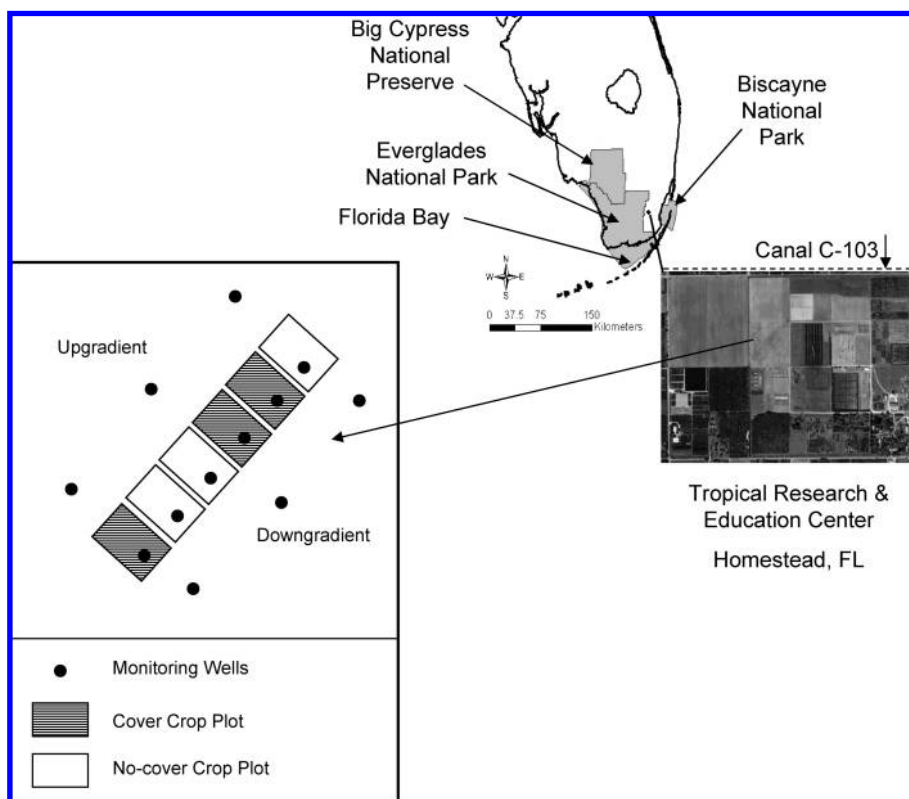 Big Cypress
National
Preserve
Biscayne
National
Park
Everglades
National Park
Florida Bay
N
W E
S
0 37.5 75 150
Kilometers
Canal C-103
Upgradient
Downgradient
Tropical Research &
Education Center
Homestead, FL
Monitoring Wells
Cover Crop Plot
No-cover Crop Plot